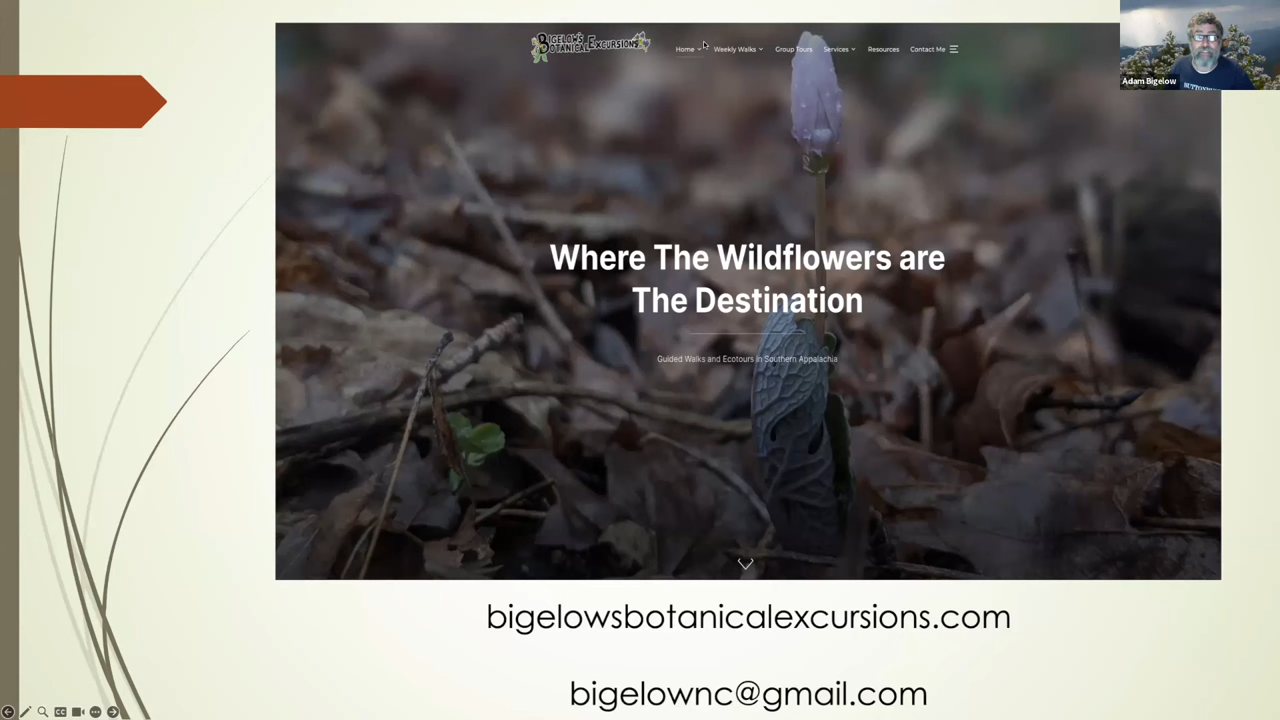 BIGELOW'S
BOTANICAL EXCURSIONS
Home
Weekly Walks
Group Tours
Services
Resources
Contact Me
Adam Bigelow
Where The Wildflowers are
The Destination
Guided Walks and Ecotours in Southern Appalachia
bigelowsbotanicalexcursions.com
bigelownc@gmail.com
CC